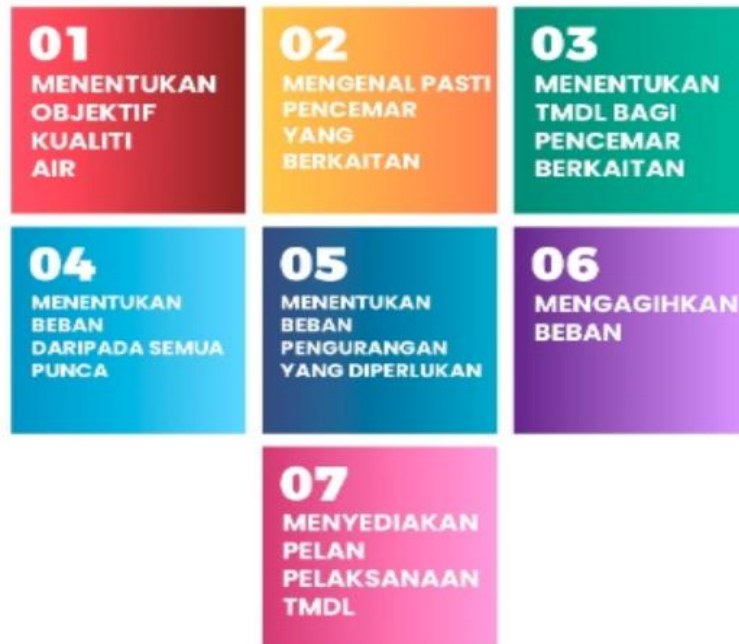 01
MENENTUKAN
OBJEKTIF
KUALITI
AIR
02
MENGENAL PASTI
PENCEMAR
YANG
BERKAITAN
03
MENENTUKAN
TMDL BAGI
PENCEMAR
BERKAITAN
04
MENENTUKAN
BEBAN
DARIPADA SEMUA
PUNCA
05
MENENTUKAN
BEBAN
PENGURANGAN
YANG DIPERLUKAN
06
MENGAGIHKAN
BEBAN
07
MENYEDIAKAN
PELAN
PELAKSANAAN
TMDL